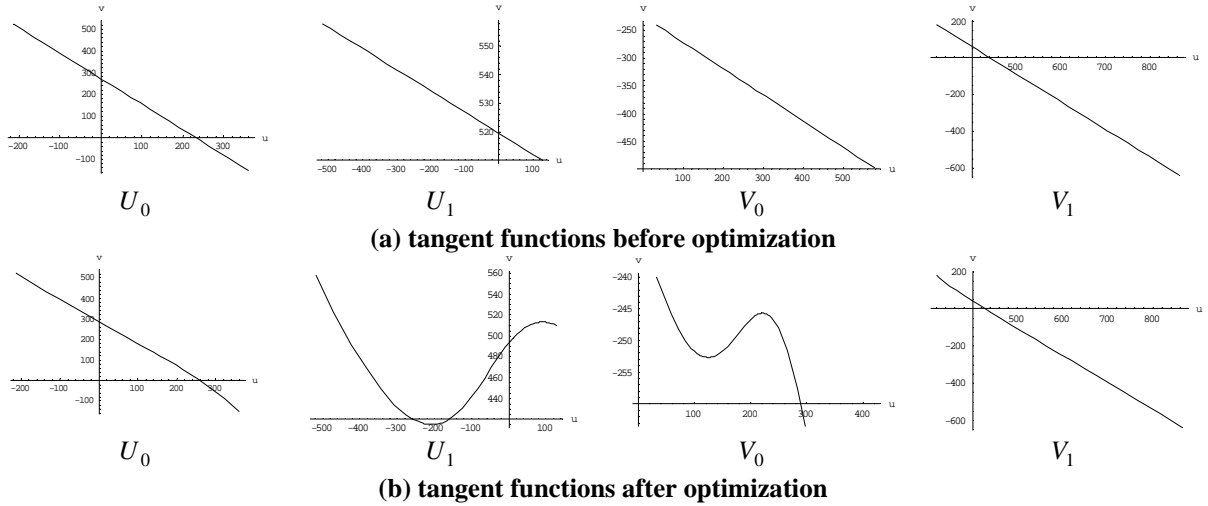 v v v v
500 400 300 200 100 -100 -200 -100 100 200 300 u
550 540 530 520 -500 -400 -300 -200 -100 100 u
-250 -300 -350 -400 -450 100 200 300 400 500 u
200 -200 -400 -600 500 600 700 800 u
U0 U1 V0 V1
(a) tangent functions before optimization
v v v v
500 400 300 200 100 -100 -200 -100 100 200 300 u
560 540 520 500 480 460 440 -500 -400 -300 -200 -100 100 u
-240 -245 -250 -255 100 200 300 400 u
200 -200 -400 -600 500 600 700 800 u
U0 U1 V0 V1
(b) tangent functions after optimization